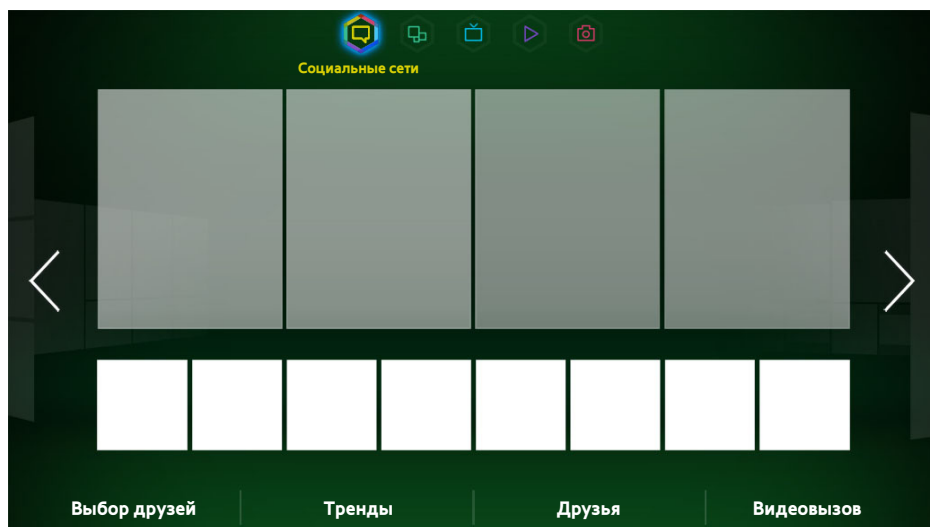 Социальные сети
Выбор друзей
Тренды
Друзья
Видеовызов